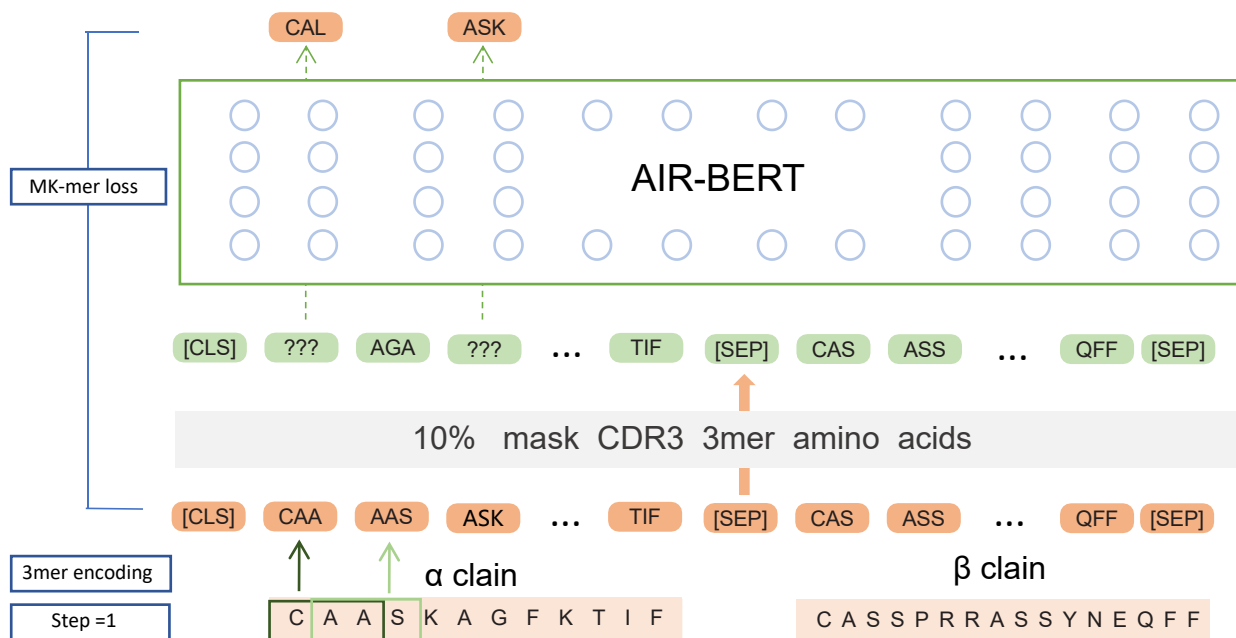 CAL ASK
MK-mer loss
AIR-BERT
[CLS] ??? AGA ??? ... TIF [SEP] CAS ASS ... QFF [SEP]
10% mask CDR3 3mer amino acids
[CLS] CAA AAS ASK ... TIF [SEP] CAS ASS ... QFF [SEP]
3mer encoding α clain β clain
Step =1 C A A S K A G F K T I F C A S S P R R A S S Y N E Q F F